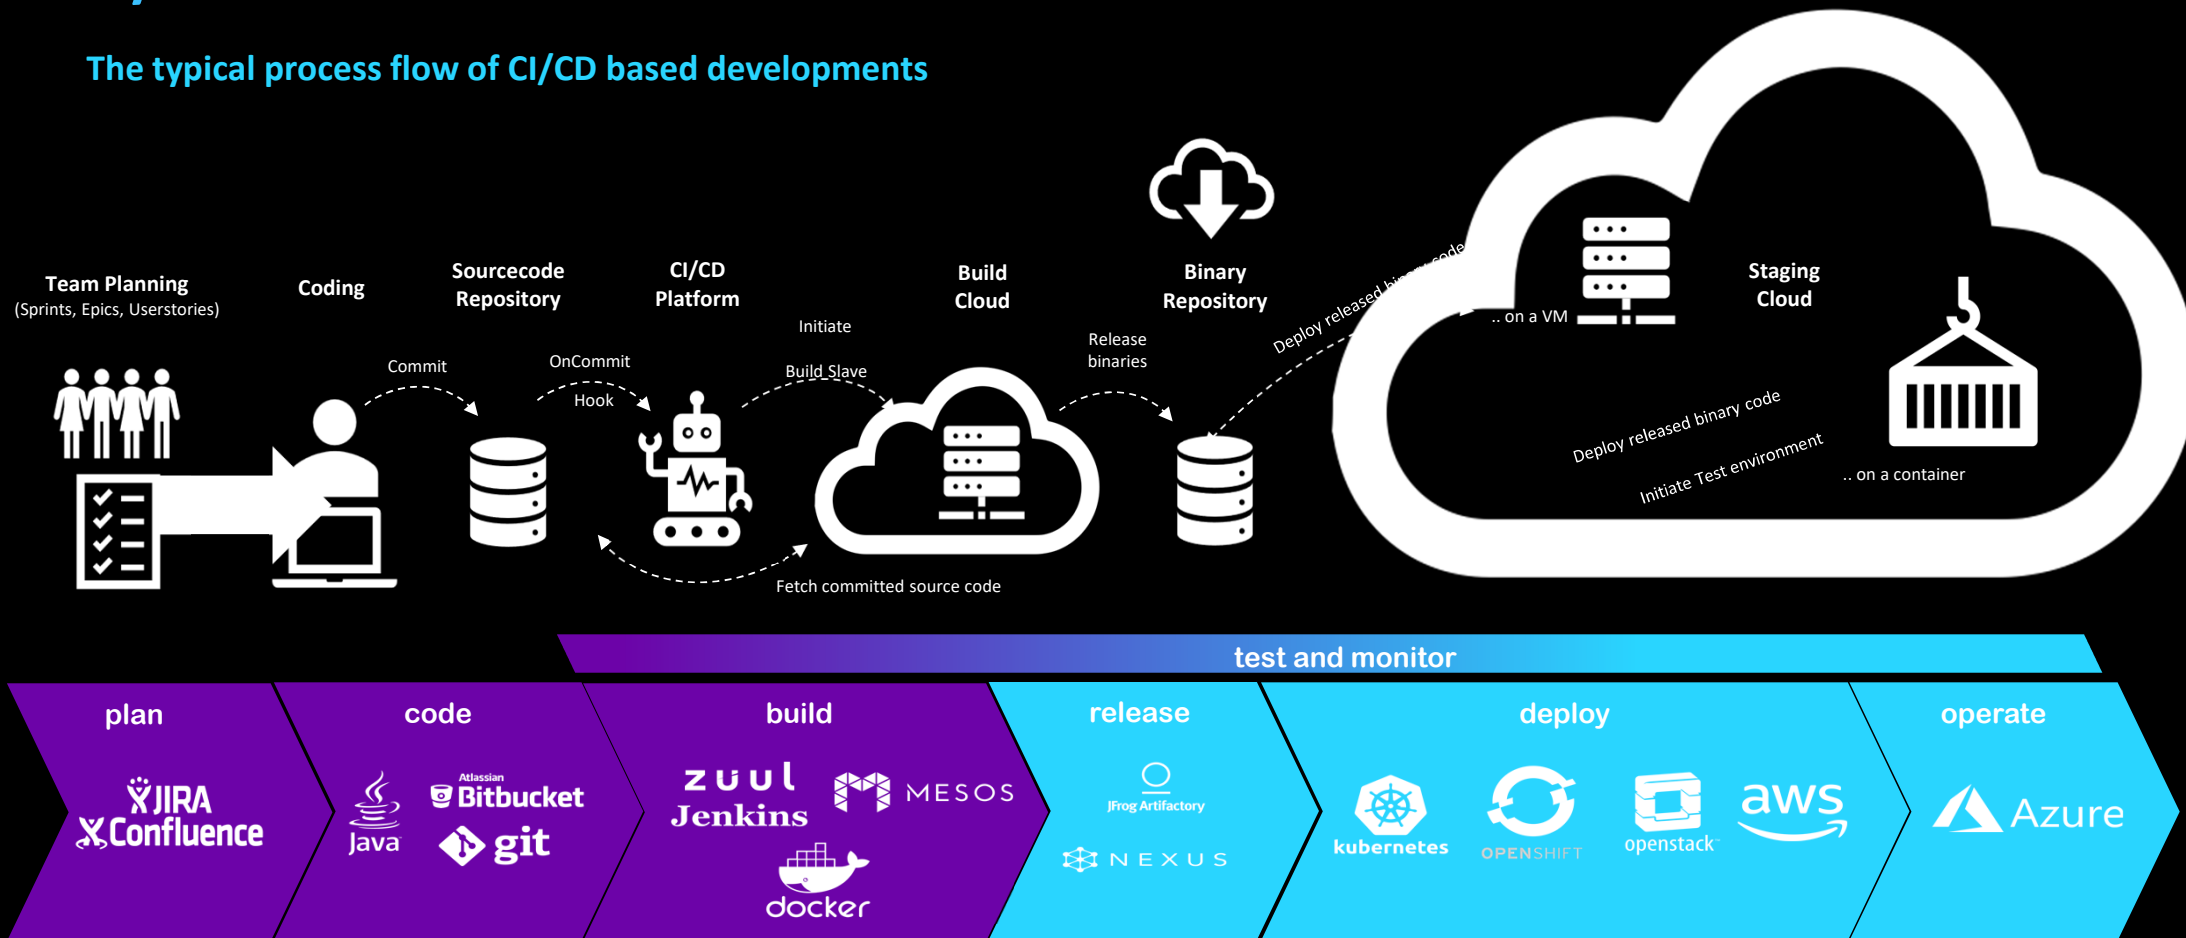 The typical process flow of CI/CD based developments
Team Planning
(Sprints, Epics, Userstories)
Coding
Sourcecode
Repository
CI/CD
Platform
Build
Cloud
Binary
Repository
Staging
Cloud
Commit
OnCommit
Hook
Initiate
Build Slave
Fetch committed source code
Release
binaries
Deploy released binary code
.. on a VM
Deploy released binary code
Initiate Test environment
.. on a container
test and monitor
plan
code
build
release
deploy
operate
JIRA
Confluence
Java
Atlassian
Bitbucket
git
zuul
Jenkins
MESOS
docker
JFrog Artifactory
NEXUS
kubernetes
OPENSHIFT
openstack
aws
Azure